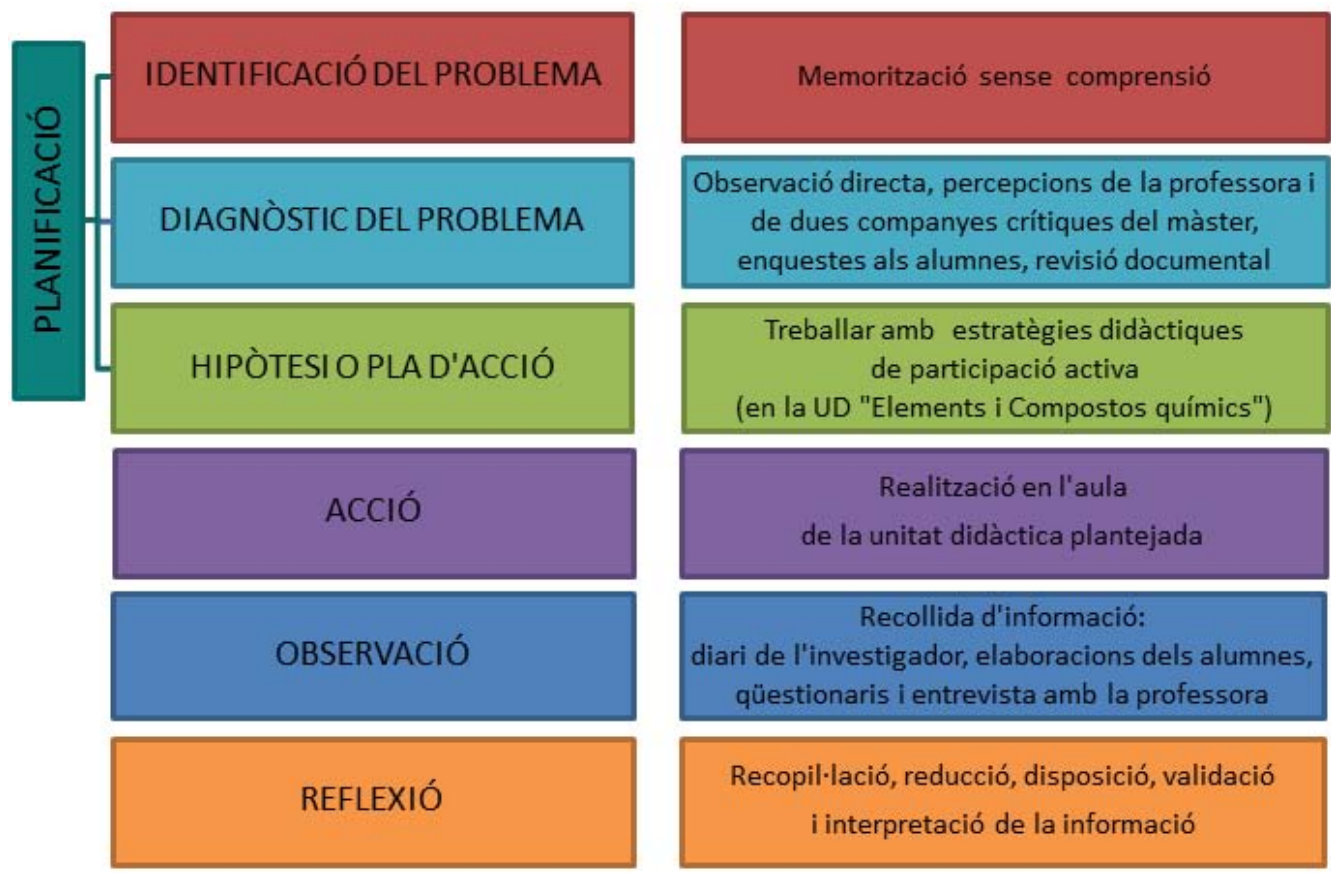 PLANIFICACIÓ
IDENTIFICACIÓ DEL PROBLEMA
Memorització sense comprensió
DIAGNÒSTIC DEL PROBLEMA
Observació directa, percepcions de la professora i
de dues companyes crítiques del màster,
enquestes als alumnes, revisió documental
HIPÒTESI O PLA D'ACCIÓ
Treballar amb estratègies didàctiques
de participació activa
(en la UD "Elements i Compostos químics")
ACCIÓ
Realització en l'aula
de la unitat didàctica plantejada
OBSERVACIÓ
Recollida d'informació:
diari de l'investigador, elaboracions dels alumnes,
qüestionaris i entrevista amb la professora
REFLEXIÓ
Recopil·lació, reducció, disposició, validació
i interpretació de la informació